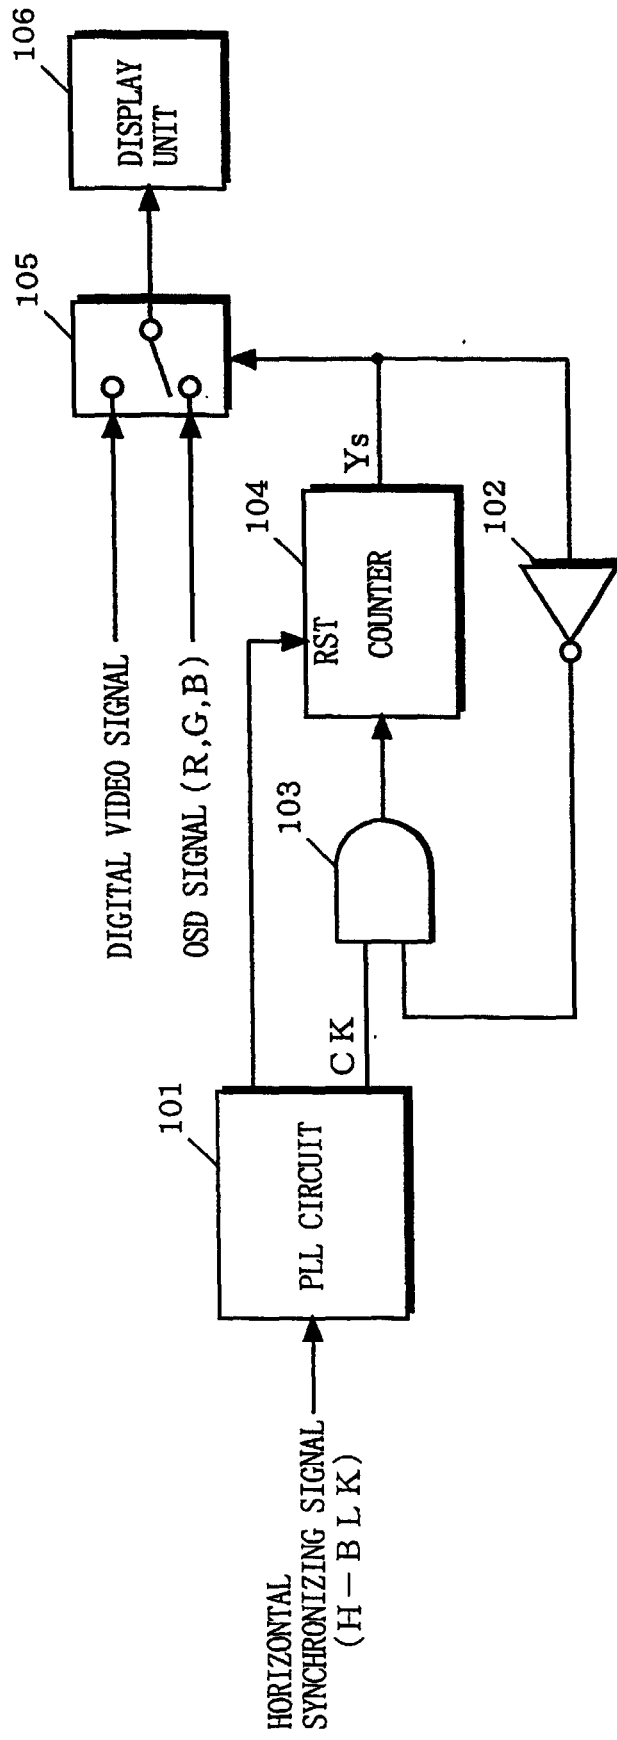 HORIZONTAL
SYNCHRONIZING SIGNAL
(H-BLK)
101
PLL CIRCUIT
CK
103
DIGITAL VIDEO SIGNAL
OSD SIGNAL (R,G,B)
104
RST
COUNTER
Ys
102
105
106
DISPLAY
UNIT